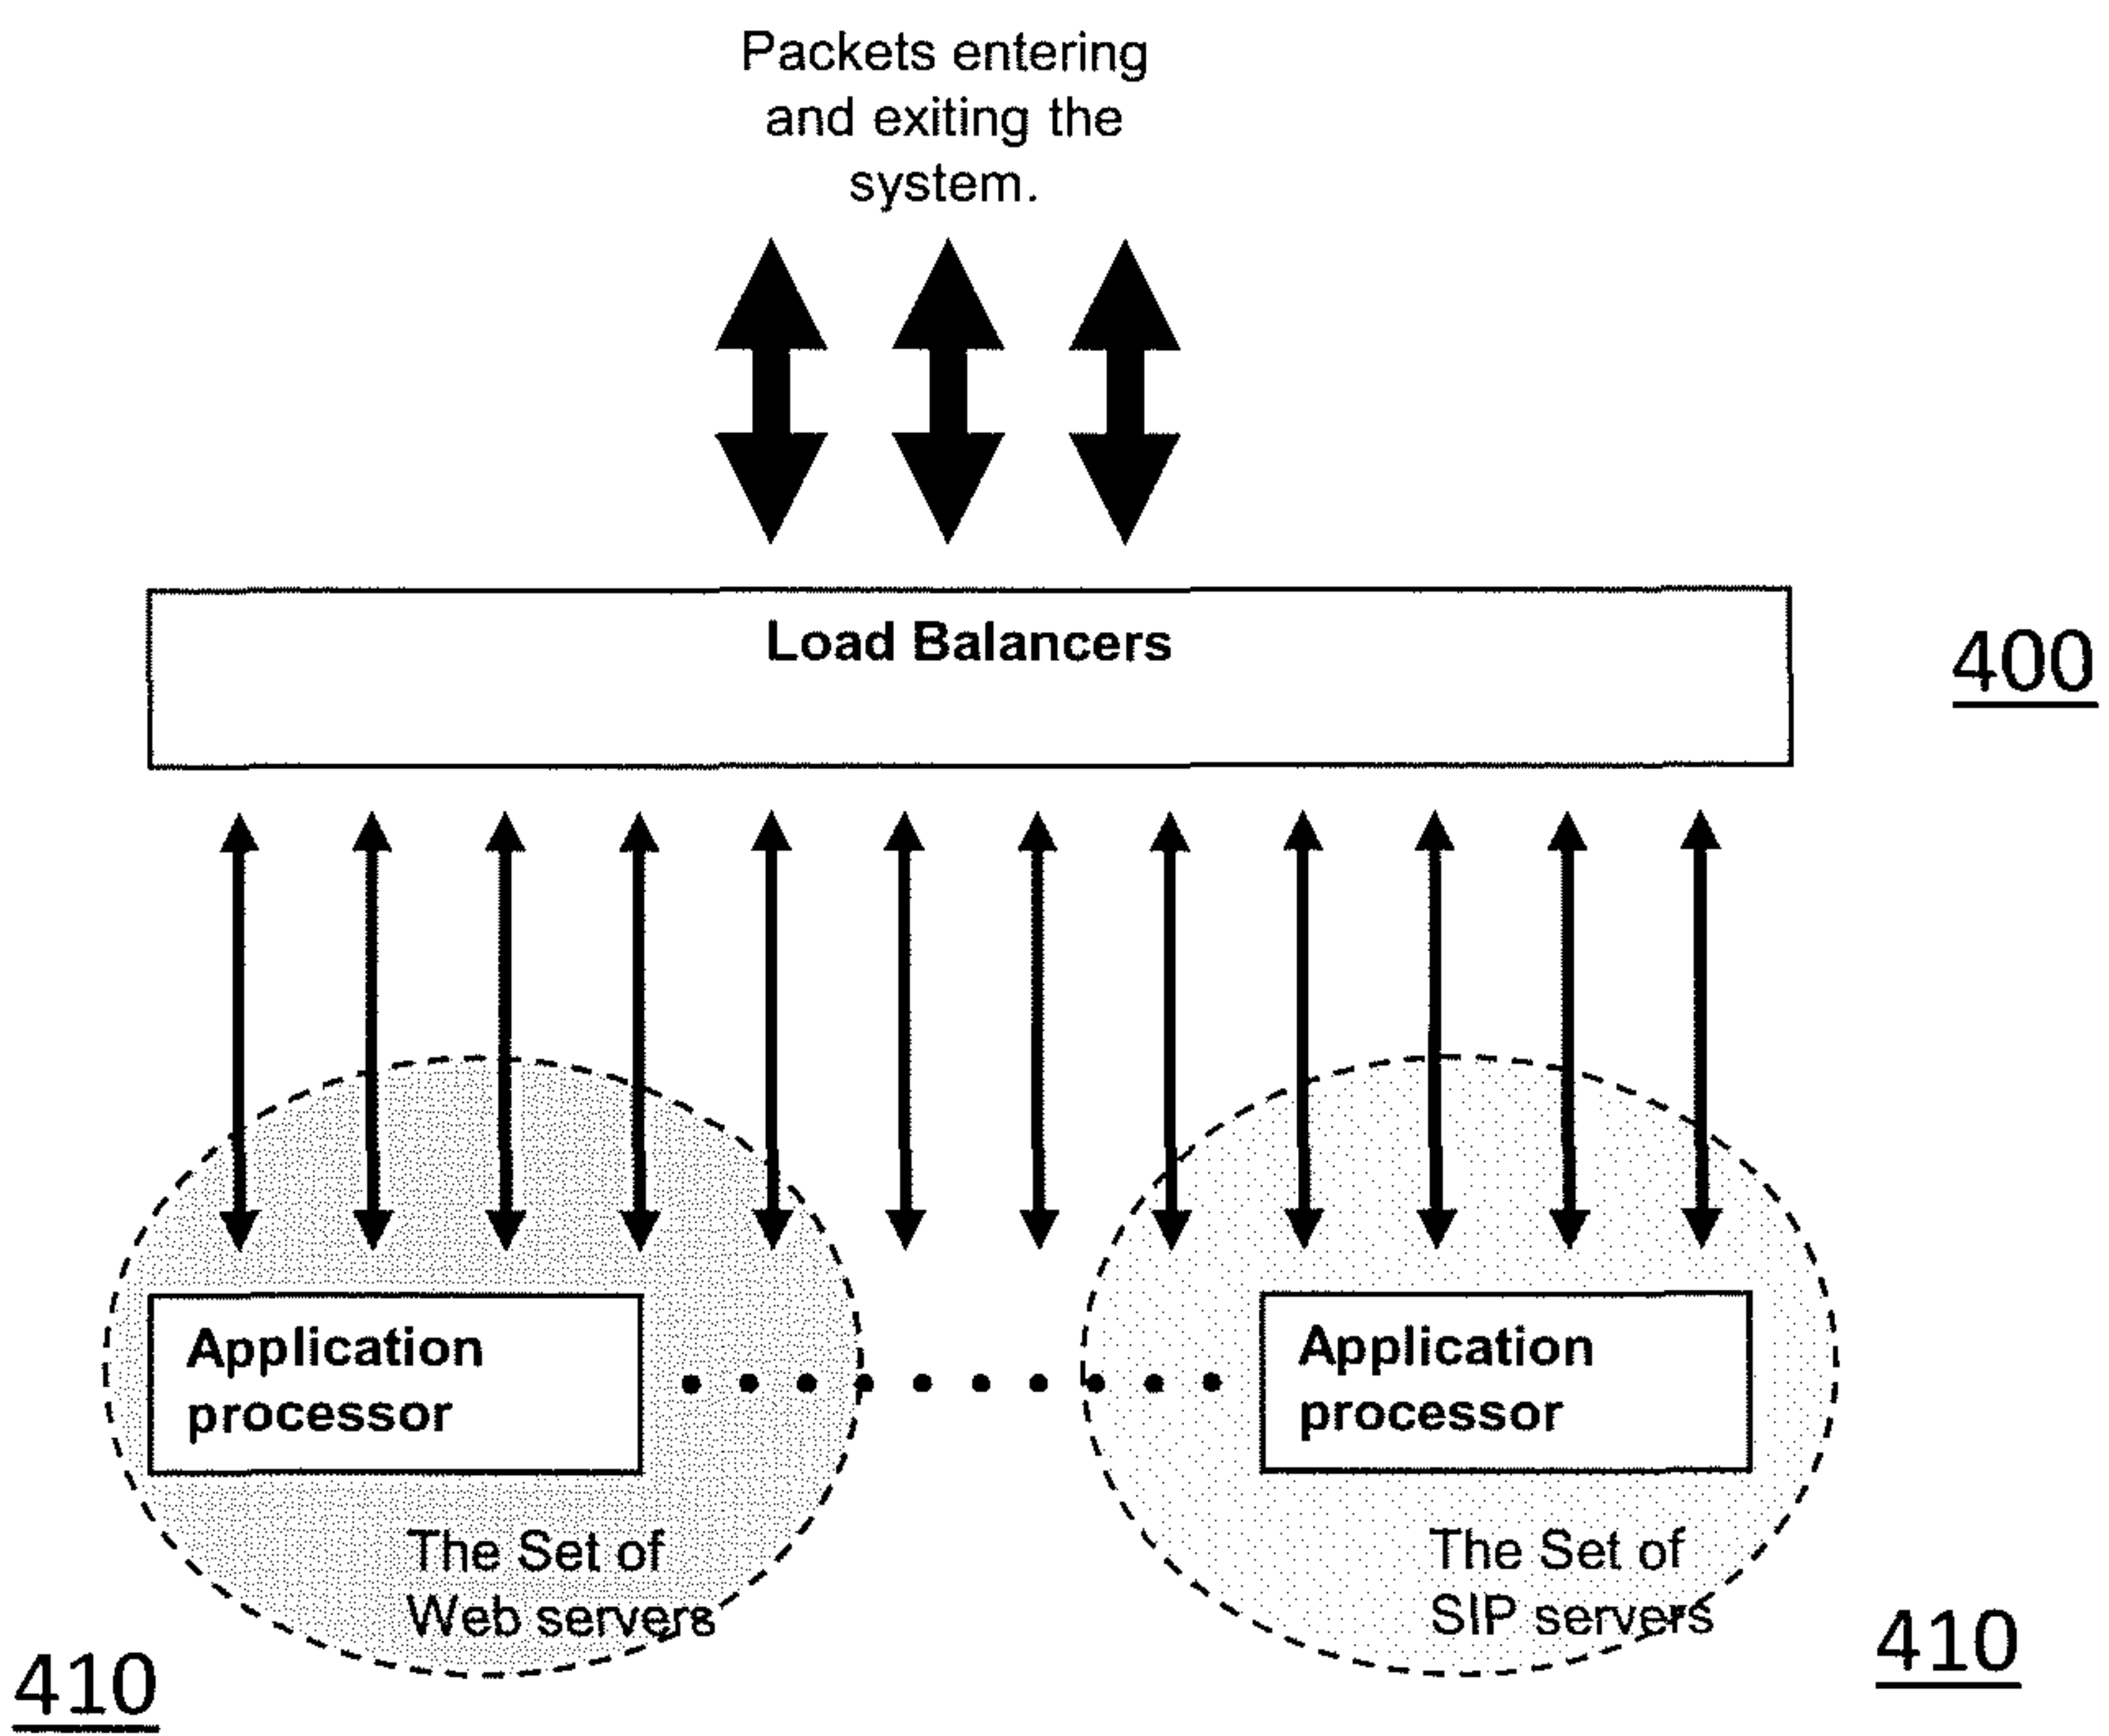 Packets entering
and exiting the
system.
Load Balancers
400
Application
processor
Application
processor
The Set of
Web servers
The Set of
SIP servers
410
410